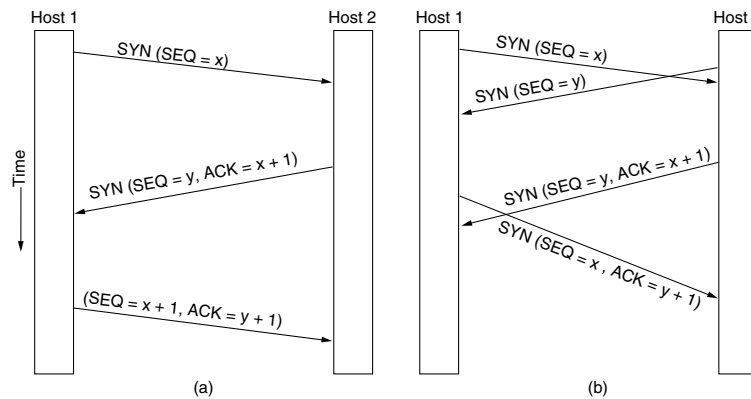 Host 1
Host 2
SYN (SEQ = x)
SYN (SEQ = y, ACK = x + 1)
(SEQ = x + 1, ACK = y + 1)
Time
(a)
Host 1
Host
SYN (SEQ = x)
SYN (SEQ = y)
SYN (SEQ = y, ACK = x + 1)
SYN (SEQ = x , ACK = y + 1)
(b)